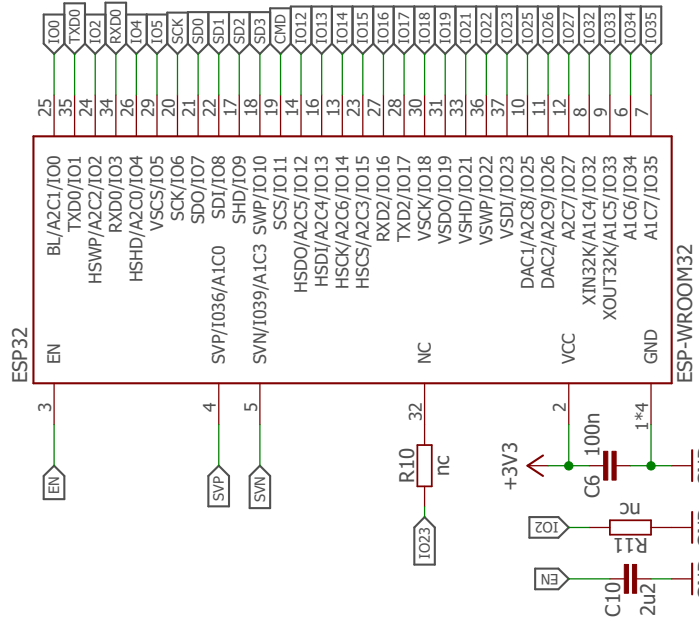 IO0
TXD0
IO2
RXD0
IO4
IO5
SCK
SD0
SD1
SD2
SD3
CMD
IO12
IO13
IO14
IO15
IO16
IO17
IO18
IO19
IO21
IO22
IO23
IO25
IO26
IO27
IO32
IO33
IO34
IO35
25
35
24
34
26
29
20
21
22
17
18
19
14
16
13
23
27
28
30
31
33
36
37
10
11
12
8
9
6
7
BL/A2C1/IO0
TXD0/IO1
HSWP/A2C2/IO2
RXD0/IO3
HSHD/A2C0/IO4
VSCS/IO5
SCK/IO6
SDO/IO7
SDI/IO8
SHD/IO9
SWP/IO10
SCS/IO11
HSDO/A2C5/IO12
HSDI/A2C4/IO13
HSCK/A2C6/IO14
HSCS/A2C3/IO15
RXD2/IO16
TXD2/IO17
VSCK/IO18
VSDO/IO19
VSHD/IO21
VSWP/IO22
VSDI/IO23
DAC1/A2C8/IO25
DAC2/A2C9/IO26
A2C7/IO27
XIN32K/A1C4/IO32
XOUT32K/A1C5/IO33
A1C6/IO34
A1C7/IO35
ESP32
EN
SVP/IO36/A1C0
SVN/IO39/A1C3
NC
VCC
GND
ESP-WROOM32
3
4
5
32
2
1*4
EN
SVP
SVN
R10
nc
IO23
+3V3
C6
100n
IO2
R11
nc
EN
C10
2u2